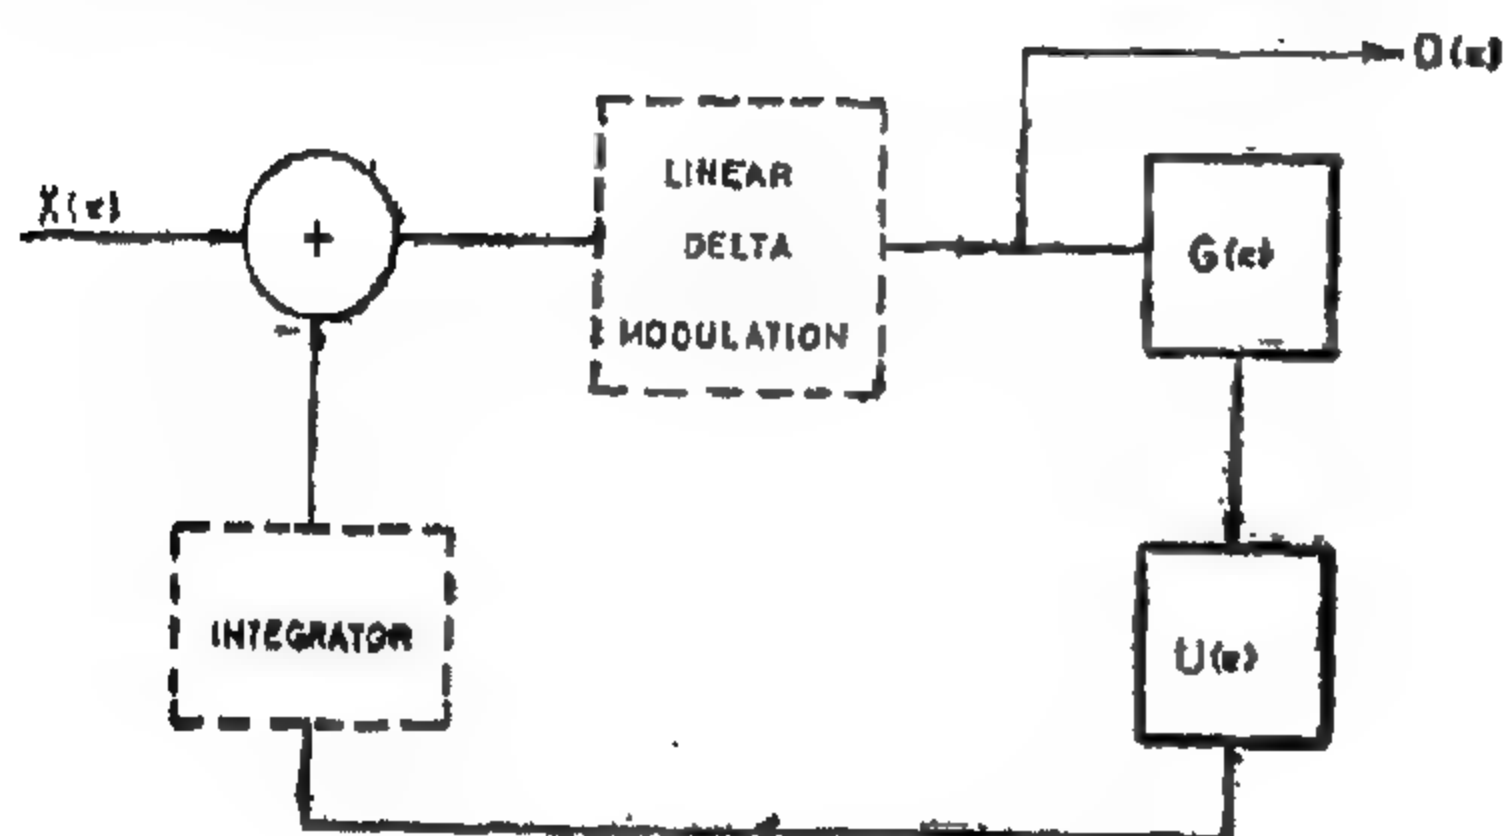 O(z)
X(z)
+
LINEAR
DELTA
MODULATION
G(z)
-
INTEGRATOR
U(z)